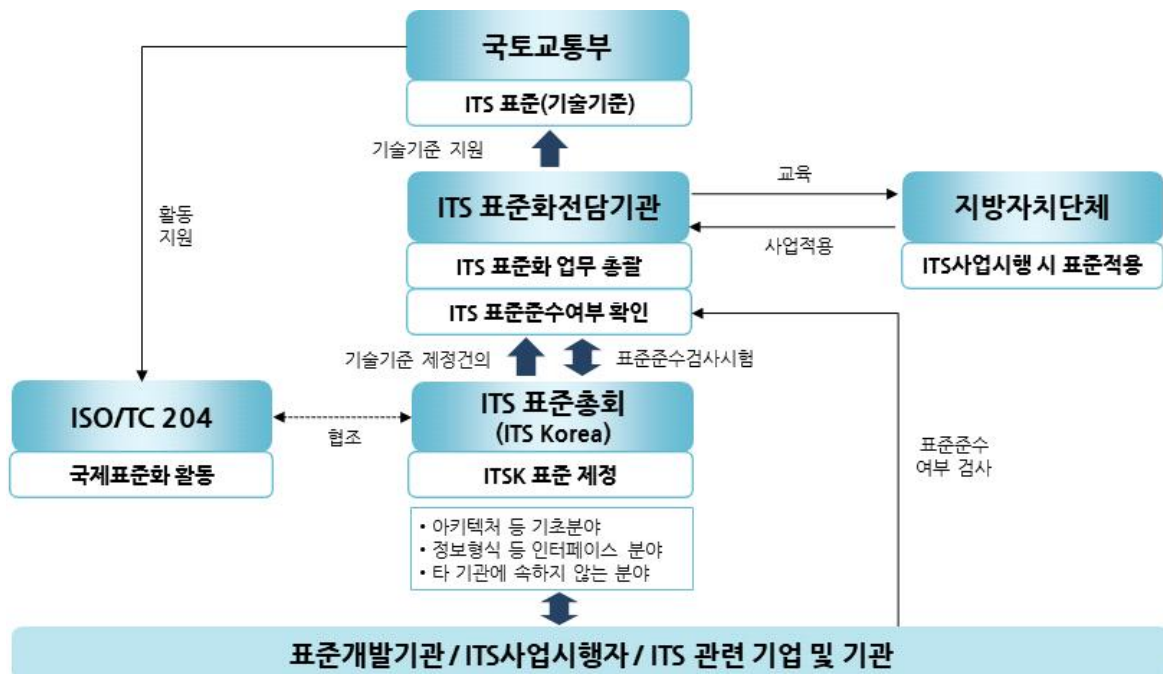 국토교통부
ITS 표준(기술기준)
기술기준 지원
활동
지원
ITS 표준화전담기관
ITS 표준화 업무 총괄
ITS 표준준수여부 확인
교육
사업적용
지방자치단체
ITS사업시행 시 표준적용
기술기준 제정건의
표준준수검사시험
ISO/TC 204
국제표준화 활동
협조
ITS 표준총회
(ITS Korea)
ITSK 표준 제정
• 아키텍처 등 기초분야
• 정보형식 등 인터페이스 분야
• 타 기관에 속하지 않는 분야
표준준수
여부 검사
표준개발기관 / ITS사업시행자 / ITS 관련 기업 및 기관